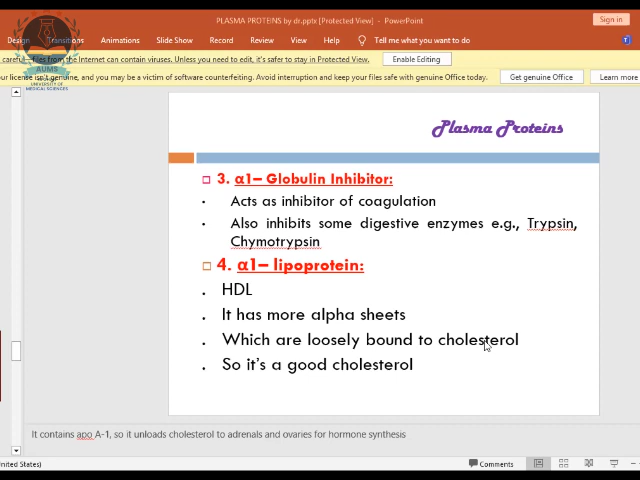 PLASMA PROTEINS by dr.pptx [Protected View] - PowerPoint
Sign in
Design Transitions Animations Slide Show Record Review View Help Tell me what you want to do
careful—files from the Internet can contain viruses. Unless you need to edit, it's safer to stay in Protected View. Enable Editing
our license isn't genuine, and you may be a victim of software counterfeiting. Avoid interruption and keep your files safe with genuine Office today. Get genuine Office Learn more
AUMS
UNIVERSITY
OF MEDICAL SCIENCES
Plasma Proteins
3. α1– Globulin Inhibitor:
• Acts as inhibitor of coagulation
• Also inhibits some digestive enzymes e.g., Trypsin,
Chymotrypsin
4. α1– lipoprotein:
• HDL
• It has more alpha sheets
• Which are loosely bound to cholesterol
• So it's a good cholesterol
It contains apo A-1, so it unloads cholesterol to adrenals and ovaries for hormone synthesis
United States)
Comments